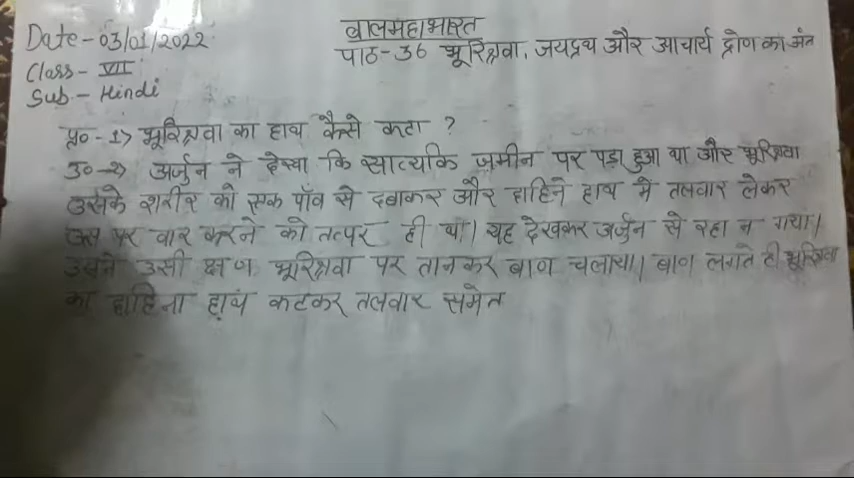 Date - 03/01/2022
बालमहाभारत
Class - VII
पाठ-36 भूरिश्रवा, जयद्रथ और आचार्य द्रोण का अंत
Sub. - Hindi
प्र०-1> भूरिश्रवा का हाथ कैसे कटा ?
उ०-> अर्जुन ने देखा कि सात्यकि ज़मीन पर पड़ा हुआ था और भूरिश्रवा
उसके शरीर को एक पाँव से दबाकर और दाहिने हाथ में तलवार लेकर
उस पर वार करने को तत्पर ही था। यह देखकर अर्जुन से रहा न गया।
उसने उसी क्षण भूरिश्रवा पर तानकर बाण चलाया। बाण लगते ही भूरिश्रवा
का दाहिना हाथ कटकर तलवार समेत